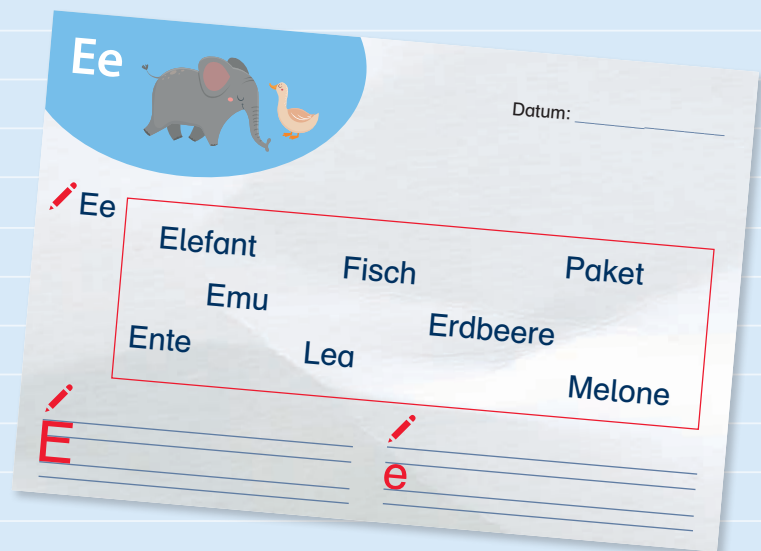 Ee
Datum:
Ee
Elefant
Fisch
Paket
Emu
Erdbeere
Ente
Lea
Melone
E
e